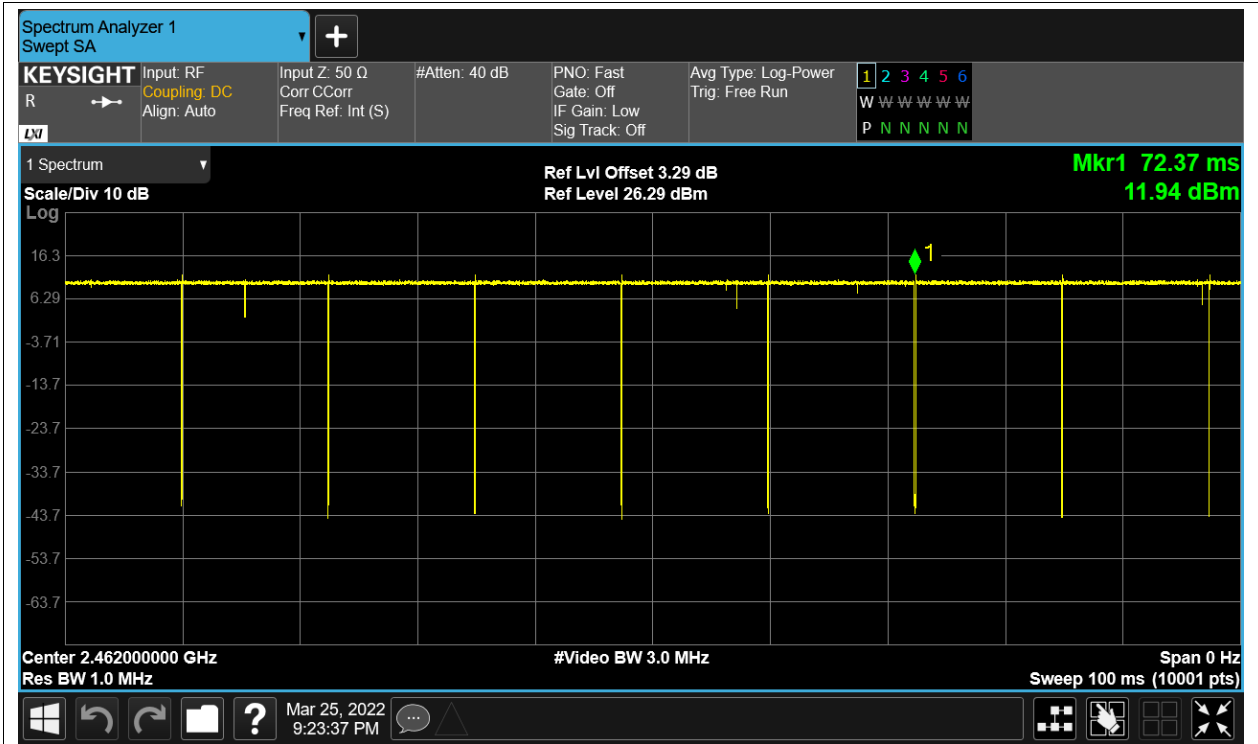 Spectrum Analyzer 1
Swept SA
+
KEYSIGHT
R
LXI
Input: RF
Coupling: DC
Align: Auto
Input Z: 50 Ω
Corr CCorr
Freq Ref: Int (S)
#Atten: 40 dB
PNO: Fast
Gate: Off
IF Gain: Low
Sig Track: Off
Avg Type: Log-Power
Trig: Free Run
1 2 3 4 5 6
W W W W W W
P N N N N N
1 Spectrum
Scale/Div 10 dB
Log
Ref Lvl Offset 3.29 dB
Ref Level 26.29 dBm
Mkr1 72.37 ms
11.94 dBm
1
16.3
6.29
-3.71
-13.7
-23.7
-33.7
-43.7
-53.7
-63.7
Center 2.462000000 GHz
Res BW 1.0 MHz
#Video BW 3.0 MHz
Span 0 Hz
Sweep 100 ms (10001 pts)
?
Mar 25, 2022
9:23:37 PM